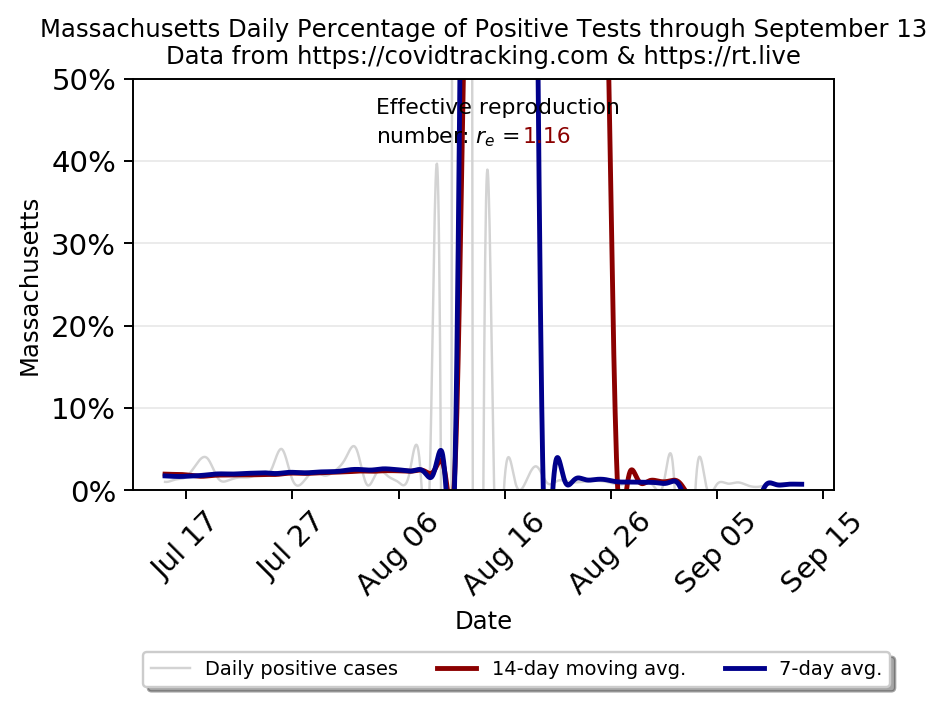 Massachusetts Daily Percentage of Positive Tests through September 13
Data from https://covidtracking.com & https://rt.live
50%
40%
30%
20%
10%
0%
Massachusetts
Effective reproduction
number: re = 1.16
Jul 17
Jul 27
Aug 06
Aug 16
Aug 26
Sep 05
Sep 15
Date
Daily positive cases
14-day moving avg.
7-day avg.